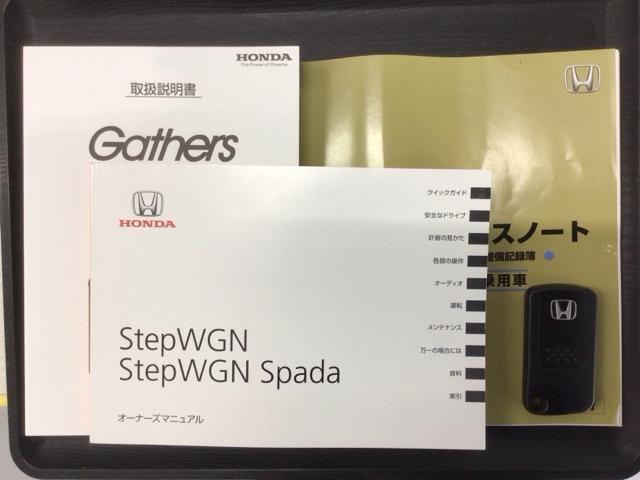 HONDA
The Power of Dreams
取扱説明書
Gathers
スノート
整備記録簿
乗用車
HONDA
クイックガイド
安全なドライブ
計器の見かた
各部の操作
オーディオ
運転
メンテナンス
万一の場合には
資料
索引
StepWGN
StepWGN Spada
オーナーズマニュアル